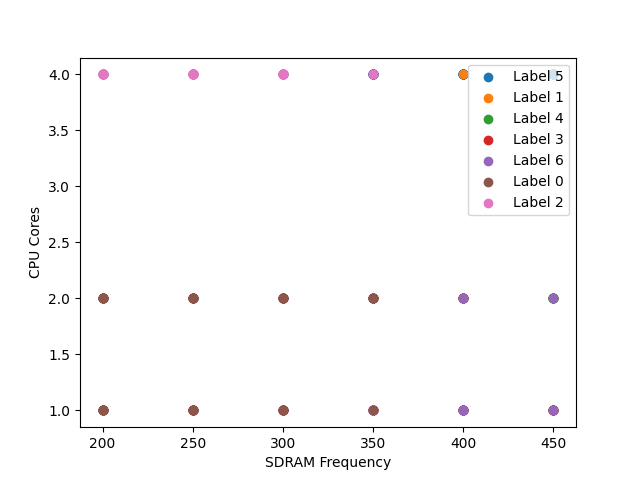 4.0
3.5
3.0
2.5
2.0
1.5
1.0
CPU Cores
200 250 300 350 400 450
SDRAM Frequency
Label 5
Label 1
Label 4
Label 3
Label 6
Label 0
Label 2